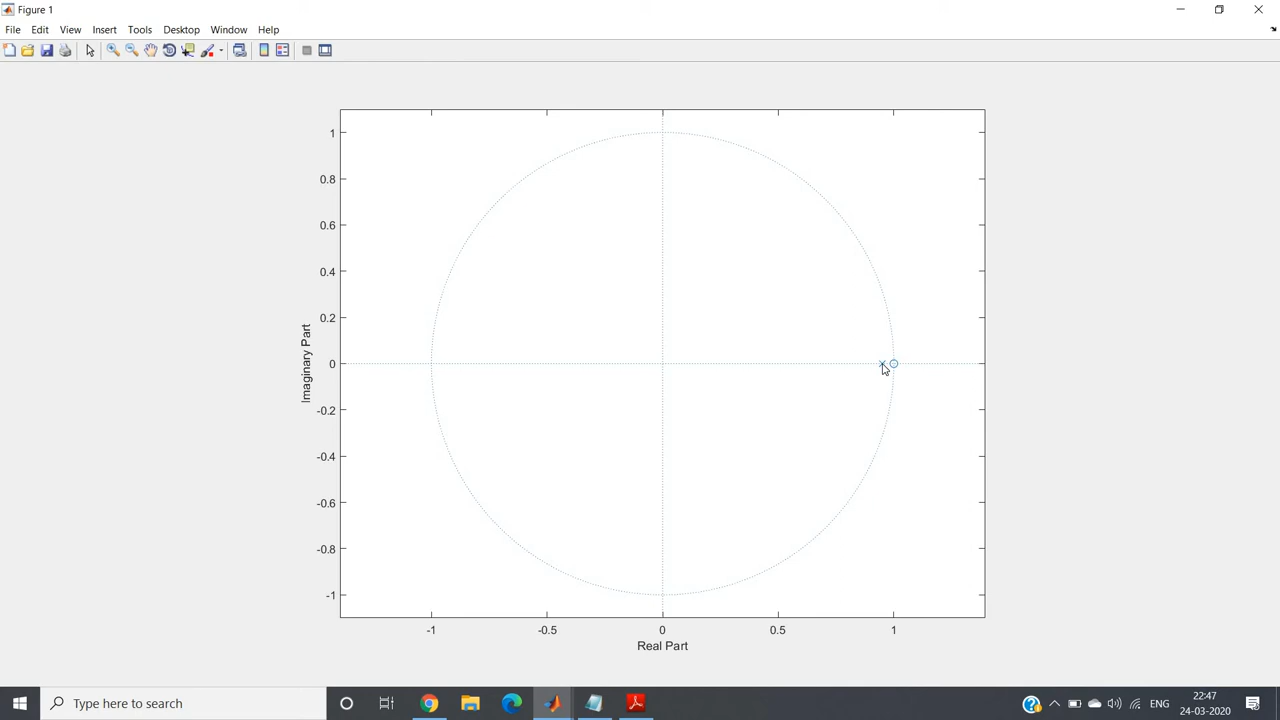 Figure 1
File Edit View Insert Tools Desktop Window Help
1
0.8
0.6
0.4
0.2
0
-0.2
-0.4
-0.6
-0.8
-1
Imaginary Part
-1 -0.5 0 0.5 1
Real Part
Type here to search
ENG
22:47
24-03-2020